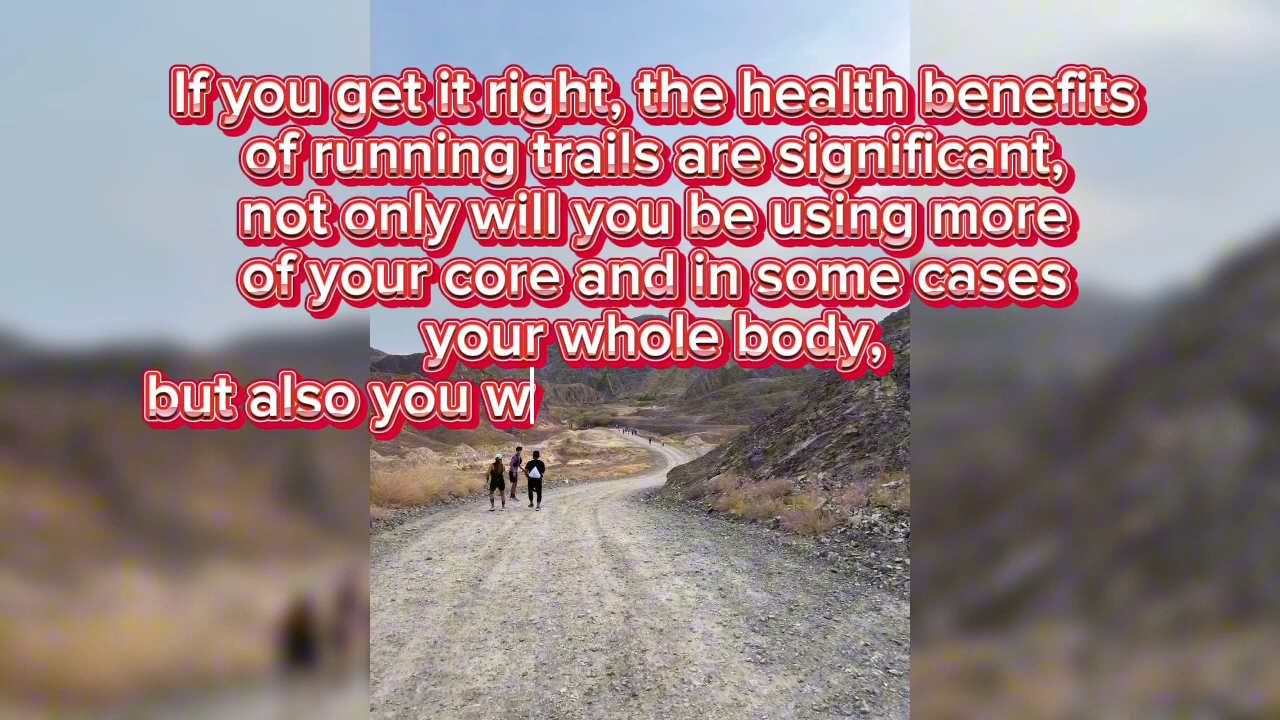 If you get it right, the health benefits
of running trails are significant,
not only will you be using more
of your core and in some cases
your whole body,
but also you w